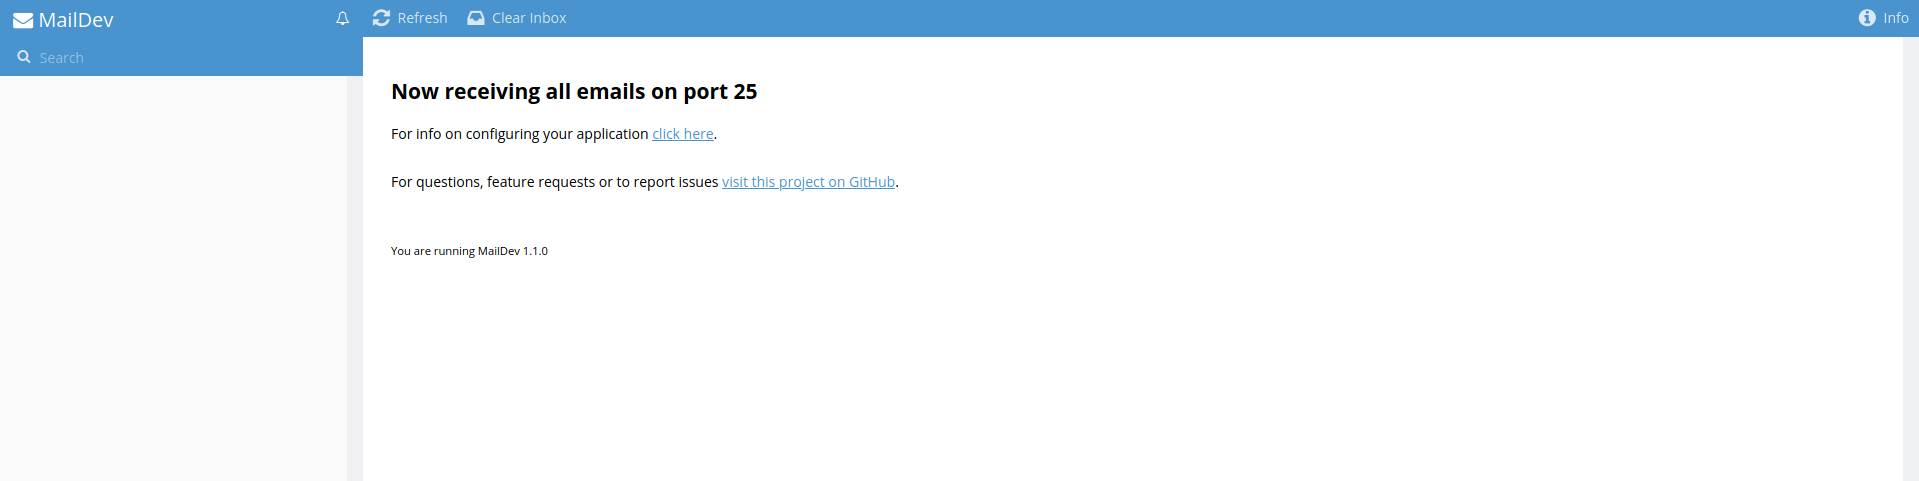 MailDev
Refresh
Clear Inbox
Info
Search
Now receiving all emails on port 25
For info on configuring your application click here.
For questions, feature requests or to report issues visit this project on GitHub.
You are running MailDev 1.1.0